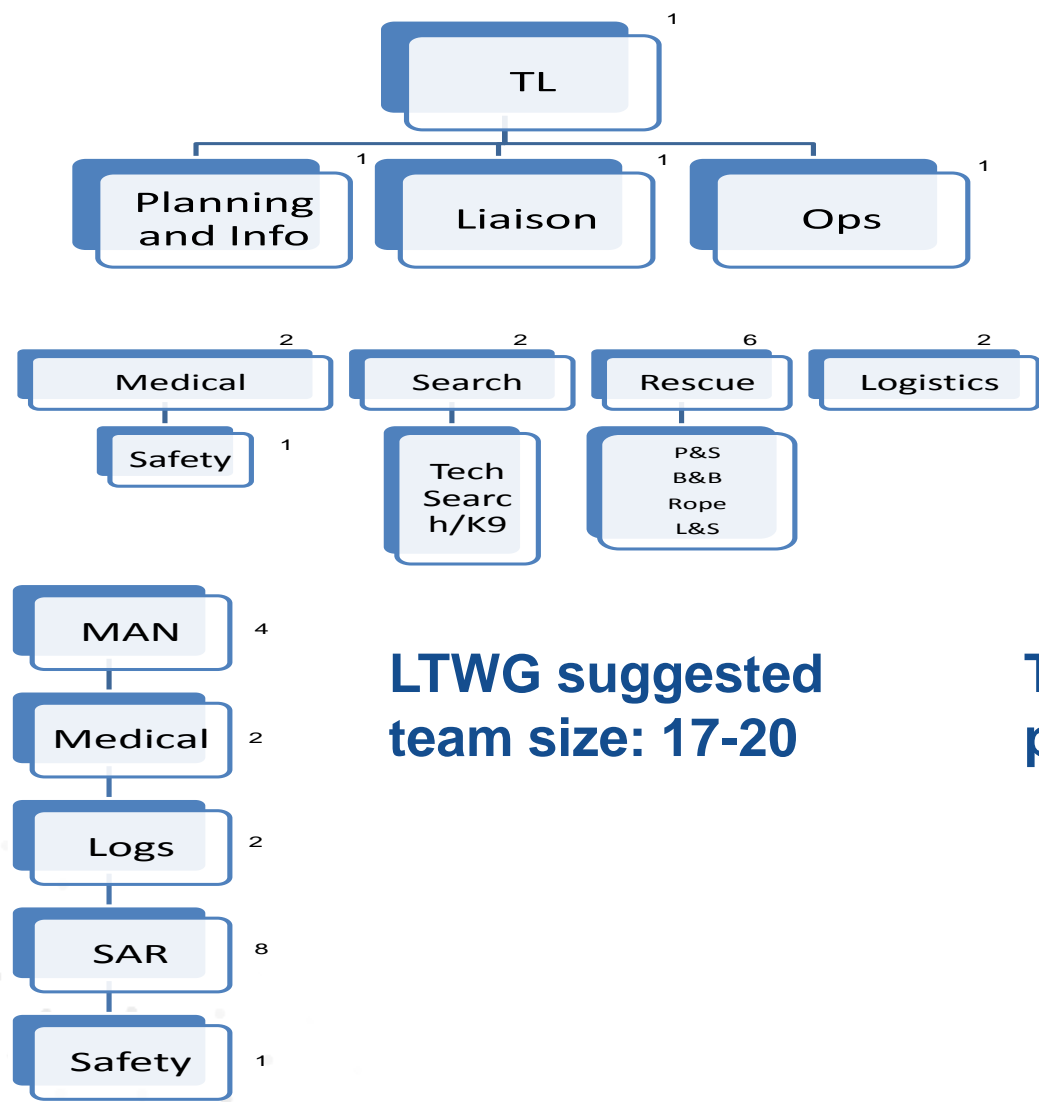 1
TL
1
1
1
Planning
and Info
Liaison
Ops
2
2
6
2
Medical
Search
Rescue
Logistics
Safety
1
Tech
Searc
h/K9
P&S
B&B
Rope
L&S
MAN
4
Medical
2
Logs
2
SAR
8
Safety
1
LTWG suggested
team size: 17-20